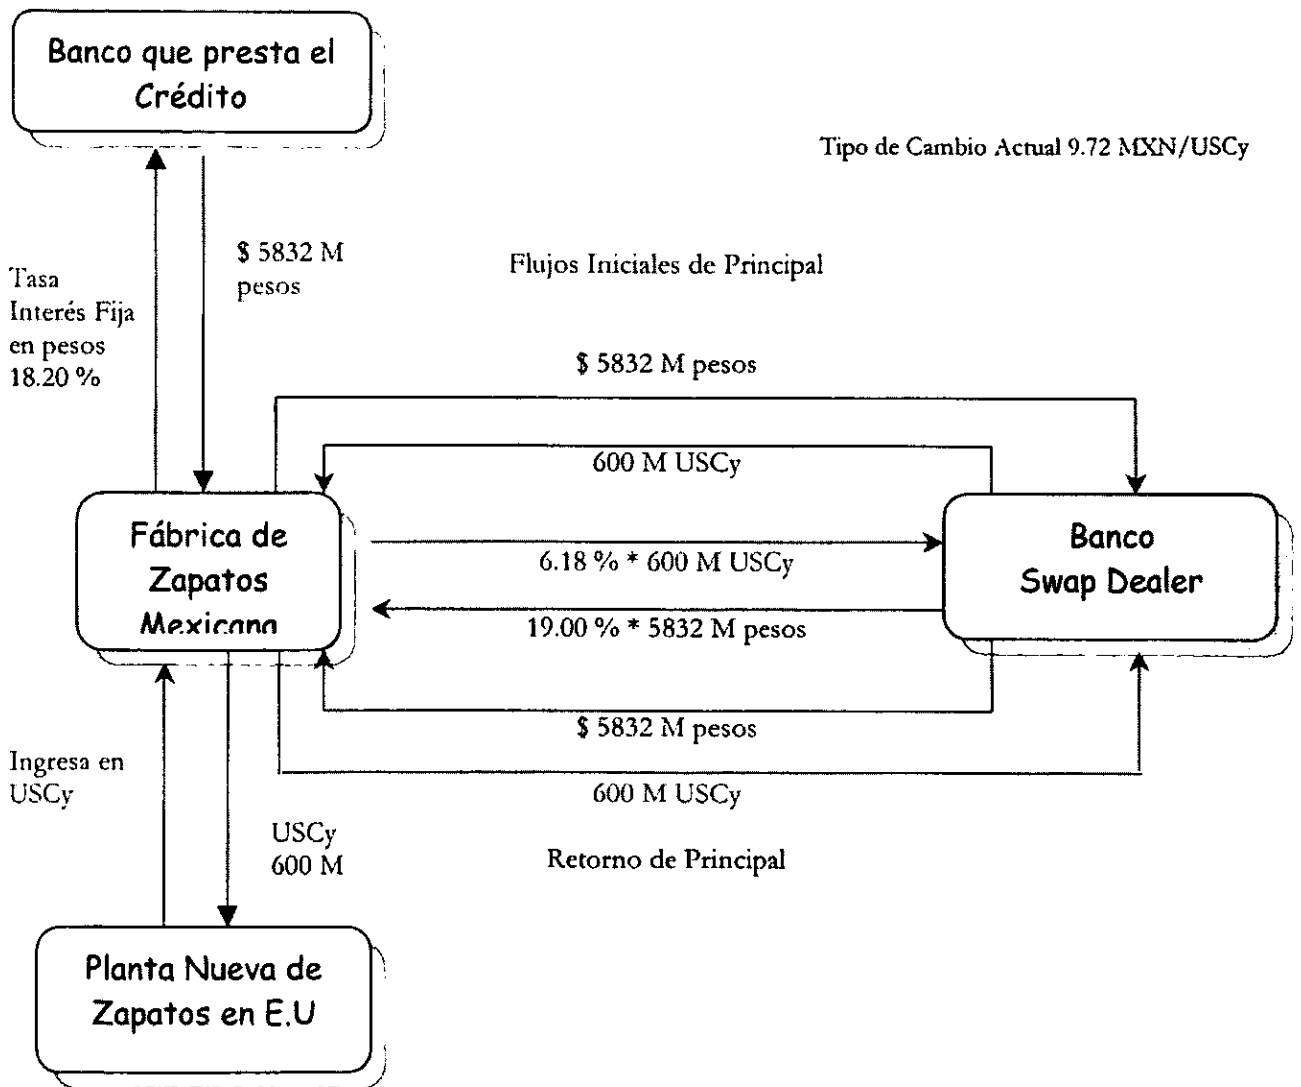 Banco que presta el
Crédito
Tipo de Cambio Actual 9.72 MXN/USCy
Tasa
Interés Fija
en pesos
18.20 %
$ 5832 M
pesos
Flujos Iniciales de Principal
$ 5832 M pesos
600 M USCy
Fábrica de
Zapatos
Mexicana
6.18 % * 600 M USCy
19.00 % * 5832 M pesos
Banco
Swap Dealer
$ 5832 M pesos
600 M USCy
Ingresa en
USCy
USCy
600 M
Retorno de Principal
Planta Nueva de
Zapatos en E.U